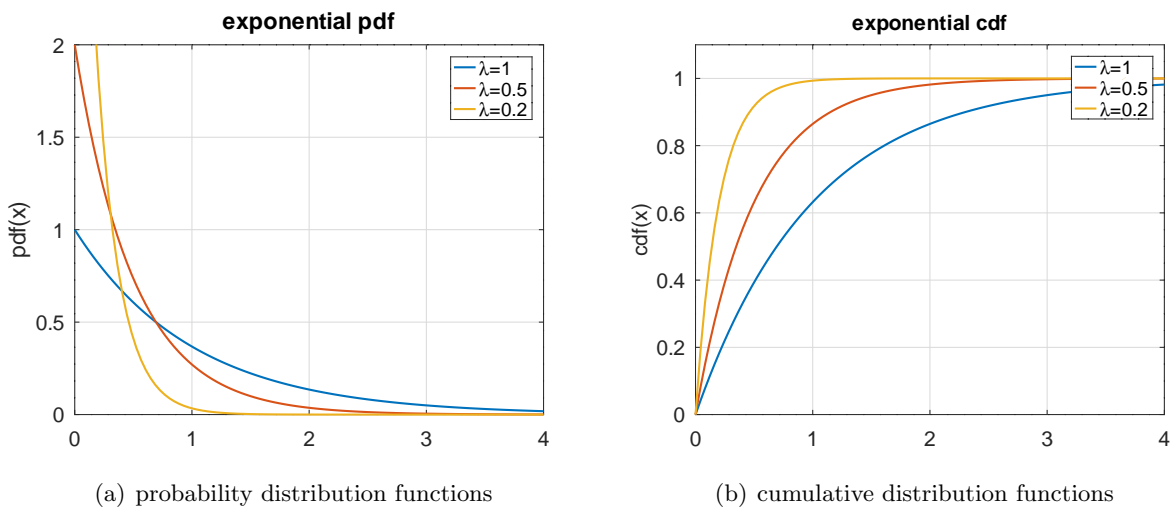 exponential pdf
2
1.5
1
0.5
0
pdf(x)
0
1
2
3
4
λ=1
λ=0.5
λ=0.2
(a) probability distribution functions
exponential cdf
1
0.8
0.6
0.4
0.2
0
cdf(x)
0
1
2
3
4
λ=1
λ=0.5
λ=0.2
(b) cumulative distribution functions